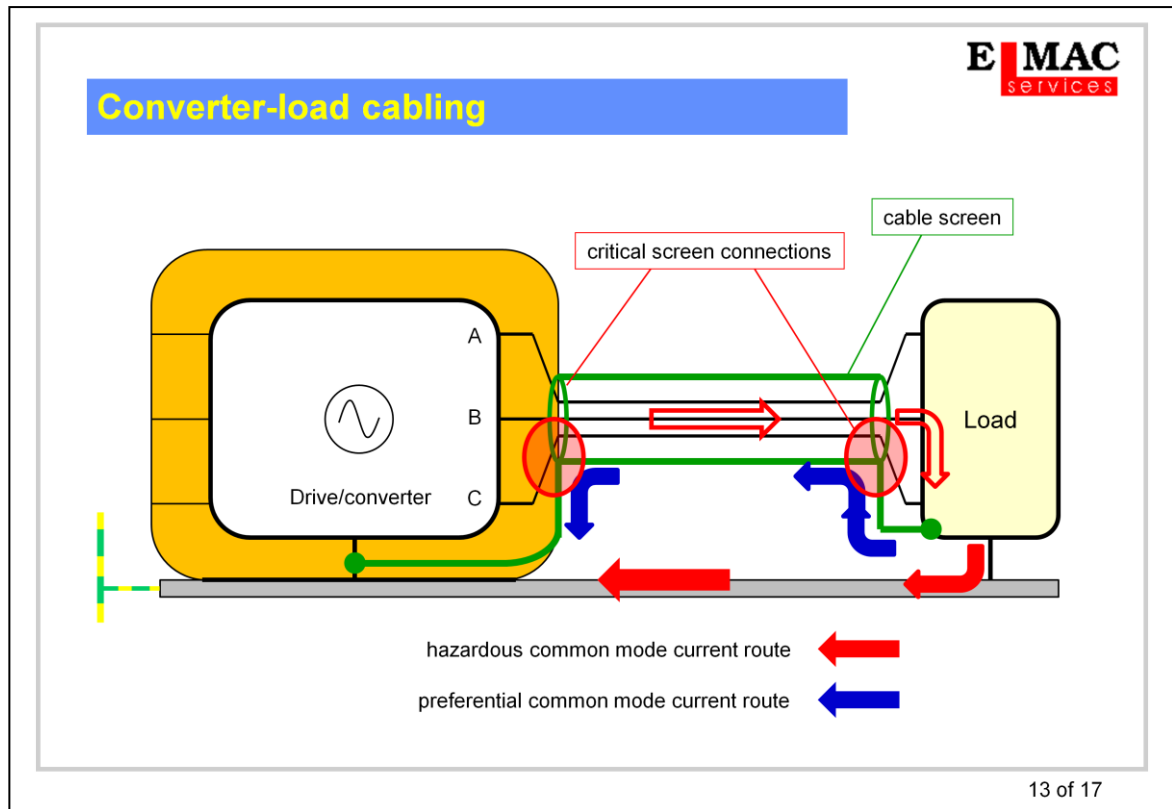 E MAC
services
Converter-load cabling
cable screen
critical screen connections
A
B
C
Drive/converter
Load
hazardous common mode current route
preferential common mode current route
13 of 17